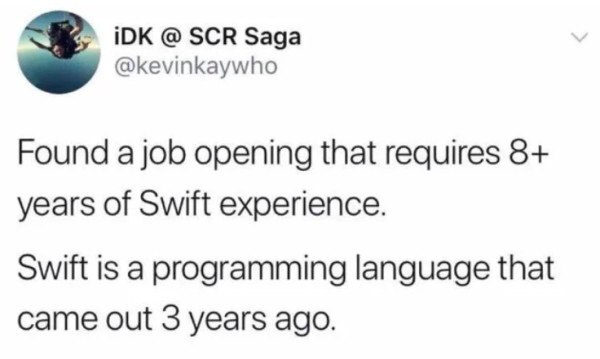 iDK @ SCR Saga
@kevinkaywho
Found a job opening that requires 8+
years of Swift experience.
Swift is a programming language that
came out 3 years ago.